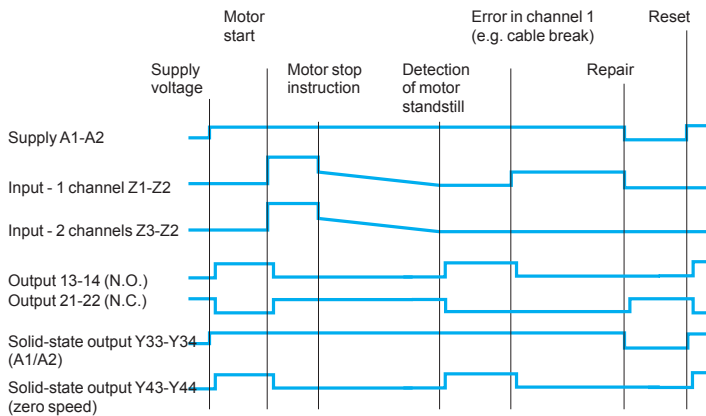 Motor
start
Error in channel 1
(e.g. cable break)
Reset
Supply
voltage
Motor stop
instruction
Detection
of motor
standstill
Repair
Supply A1-A2
Input - 1 channel Z1-Z2
Input - 2 channels Z3-Z2
Output 13-14 (N.O.)
Output 21-22 (N.C.)
Solid-state output Y33-Y34
(A1/A2)
Solid-state output Y43-Y44
(zero speed)